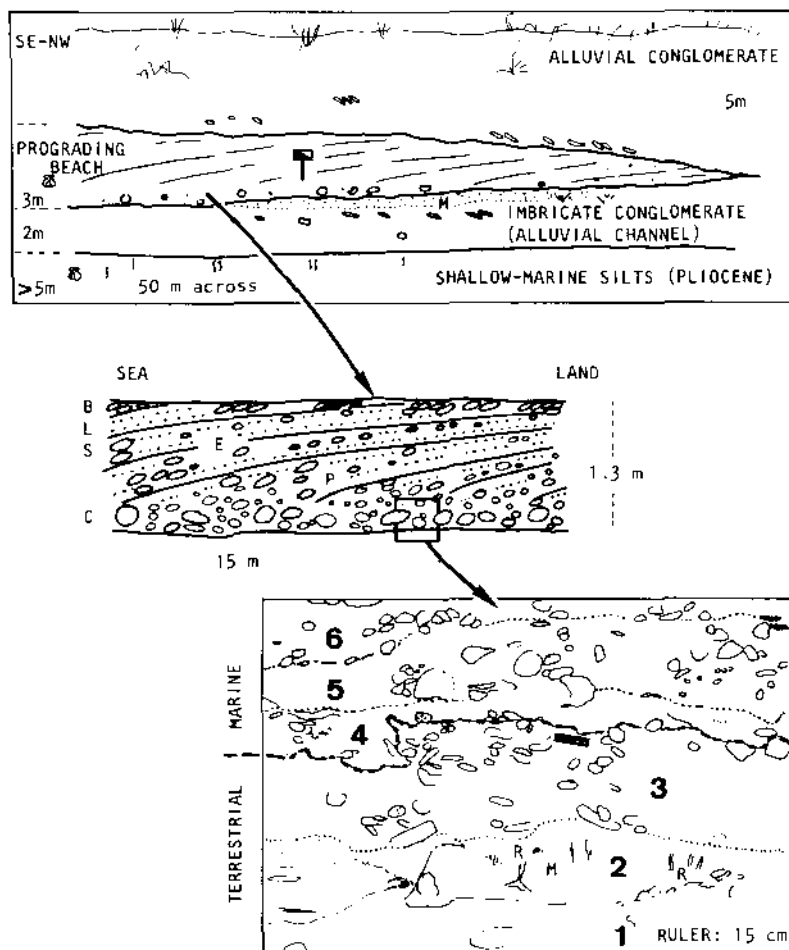 SE-NW
ALLUVIAL CONGLOMERATE
5m
PROGRADING
BEACH
3m
M
IMBRICATE CONGLOMERATE
(ALLUVIAL CHANNEL)
2m
>5m
50 m across
SHALLOW-MARINE SILTS (PLIOCENE)
SEA
LAND
B
L
S
E
P
1.3 m
C
15 m
MARINE
TERRESTRIAL
6
5
4
3
R
M
2
R
1
RULER: 15 cm